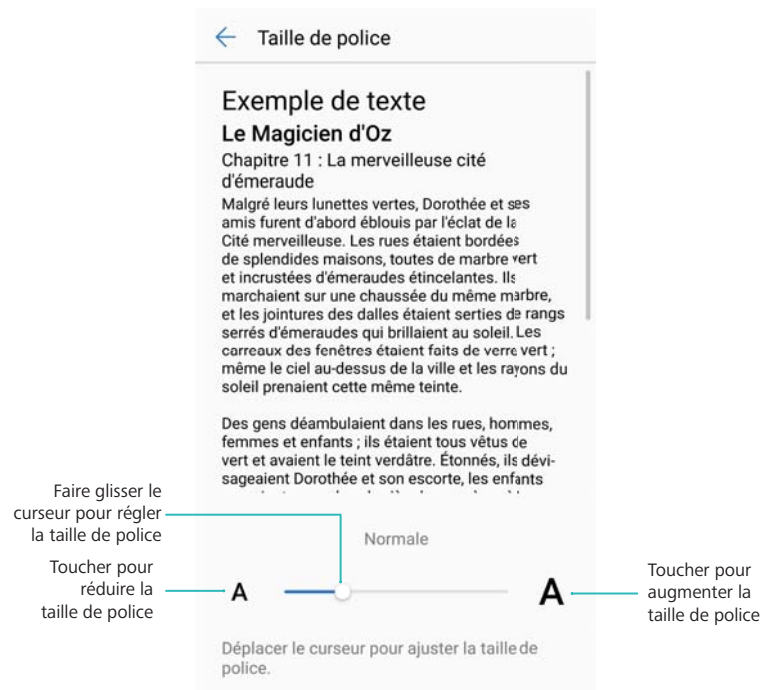 Taille de police
Exemple de texte
Le Magicien d'Oz
Chapitre 11 : La merveilleuse cité
d'émeraude
Malgré leurs lunettes vertes, Dorothée et ses
amis furent d'abord éblouis par l'éclat de la
Cité merveilleuse. Les rues étaient bordées
de splendides maisons, toutes de marbre vert
et incrustées d'émeraudes étincelantes. Ils
marchaient sur une chaussée du même marbre,
et les jointures des dalles étaient serties de rangs
serrés d'émeraudes qui brillaient au soleil. Les
carreaux des fenêtres étaient faits de verre vert ;
même le ciel au-dessus de la ville et les rayons du
soleil prenaient cette même teinte.
Des gens déambulaient dans les rues, hommes,
femmes et enfants ; ils étaient tous vêtus de
vert et avaient le teint verdâtre. Étonnés, ils dévi-
sageaient Dorothée et son escorte, les enfants
Faire glisser le
curseur pour régler
la taille de police
Normale
Toucher pour
réduire la
taille de police
A
A
Toucher pour
augmenter la
taille de police
Déplacer le curseur pour ajuster la taille de
police.